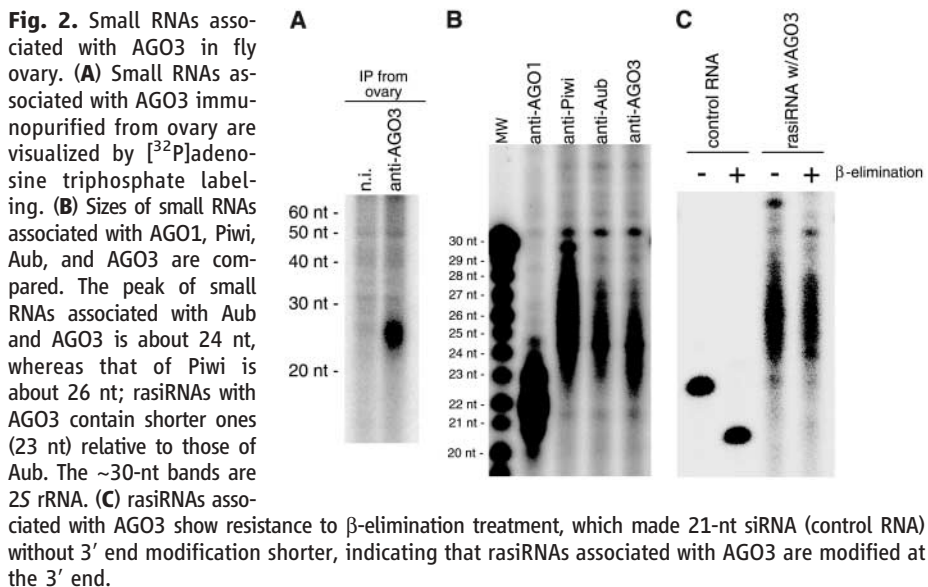 Fig. 2. Small RNAs asso-
ciated with AGO3 in fly
ovary. (A) Small RNAs as-
sociated with AGO3 immu-
nopurified from ovary are
visualized by [32P]adeno-
sine triphosphate label-
ing. (B) Sizes of small RNAs
associated with AGO1, Piwi,
Aub, and AGO3 are com-
pared. The peak of small
RNAs associated with Aub
and AGO3 is about 24 nt,
whereas that of Piwi is
about 26 nt; rasiRNAs with
AGO3 contain shorter ones
(23 nt) relative to those of
Aub. The ~30-nt bands are
2S rRNA. (C) rasiRNAs asso-
ciated with AGO3 show resistance to β-elimination treatment, which made 21-nt siRNA (control RNA)
without 3′ end modification shorter, indicating that rasiRNAs associated with AGO3 are modified at
the 3′ end.
A
IP from
ovary
n.i.
anti-AGO3
60 nt -
50 nt -
40 nt -
30 nt -
20 nt -
B
MW
anti-AGO1
anti-Piwi
anti-Aub
anti-AGO3
30 nt -
29 nt -
28 nt -
27 nt -
26 nt -
25 nt -
24 nt -
23 nt -
22 nt -
21 nt -
20 nt -
C
control RNA
rasiRNA w/AGO3
- + - + β-elimination